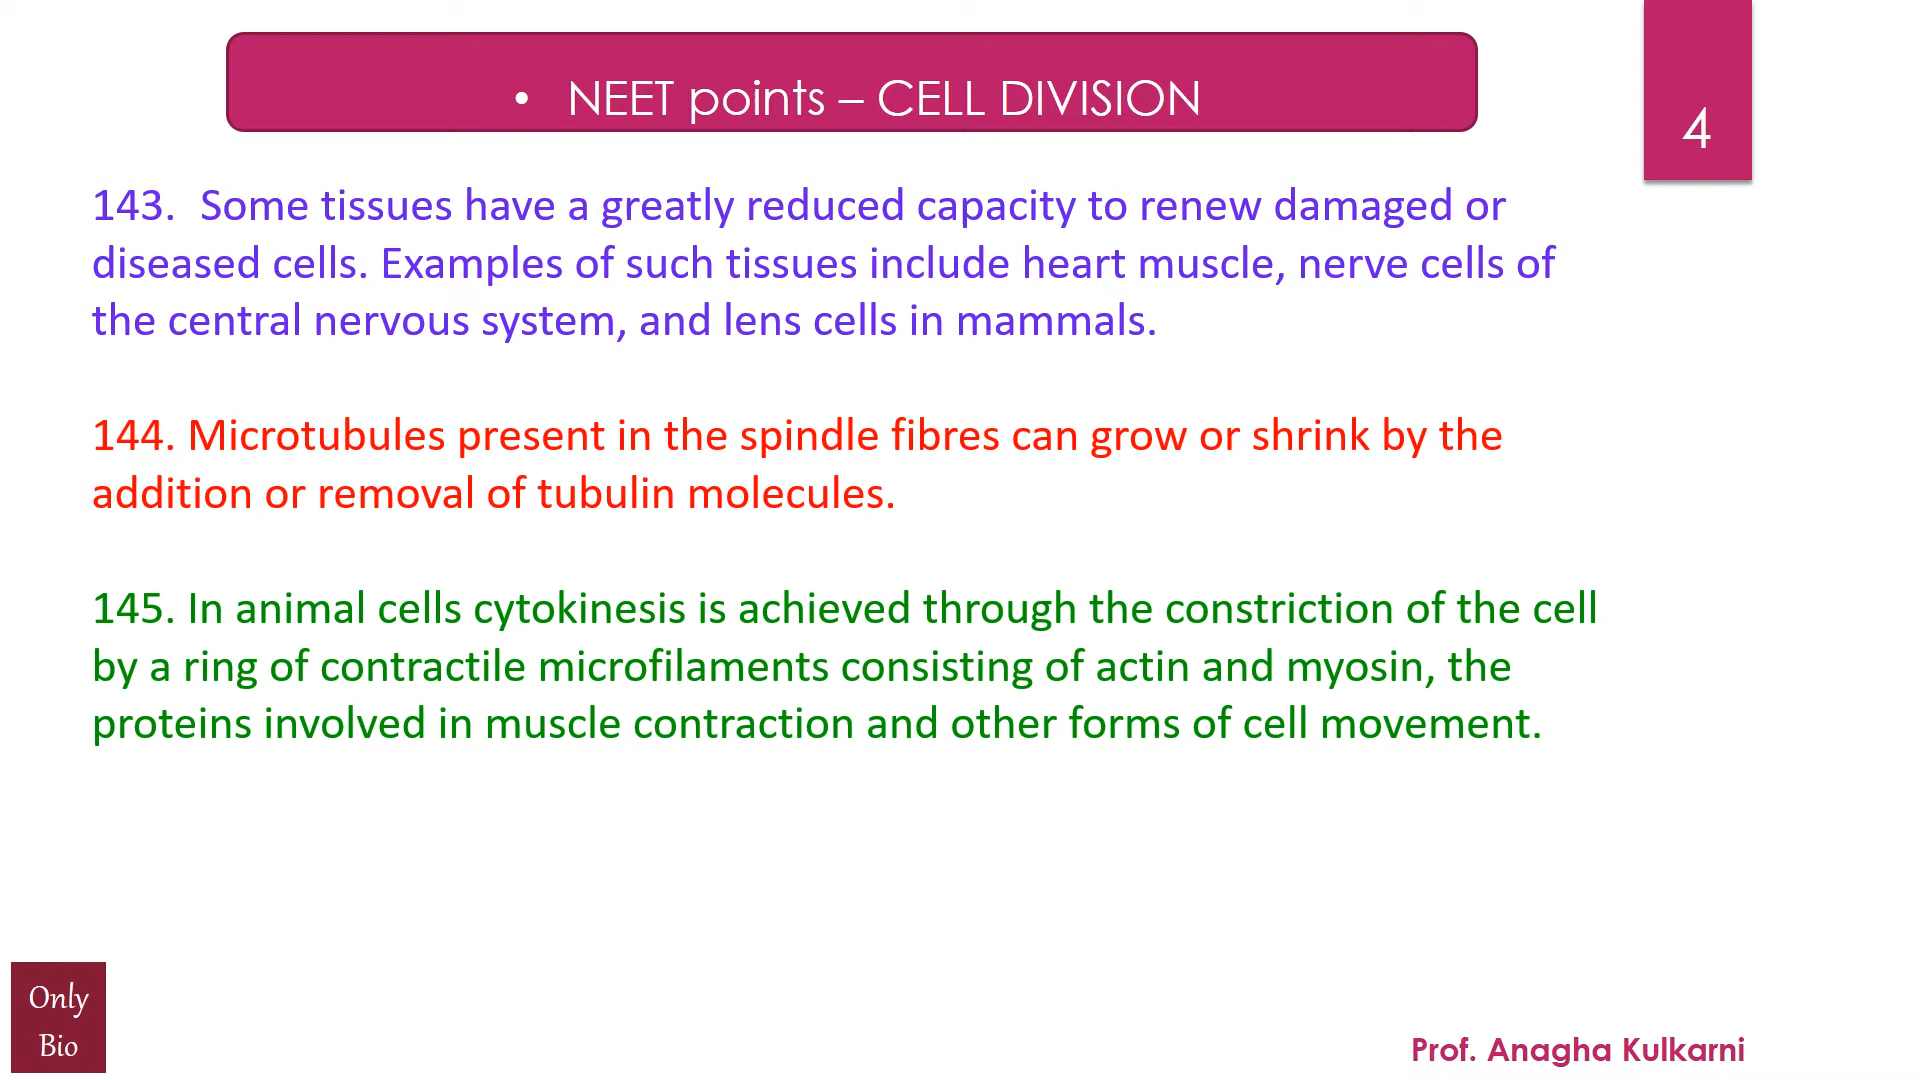 • NEET points – CELL DIVISION
4
143. Some tissues have a greatly reduced capacity to renew damaged or
diseased cells. Examples of such tissues include heart muscle, nerve cells of
the central nervous system, and lens cells in mammals.
144. Microtubules present in the spindle fibres can grow or shrink by the
addition or removal of tubulin molecules.
145. In animal cells cytokinesis is achieved through the constriction of the cell
by a ring of contractile microfilaments consisting of actin and myosin, the
proteins involved in muscle contraction and other forms of cell movement.
Only
Bio
Prof. Anagha Kulkarni